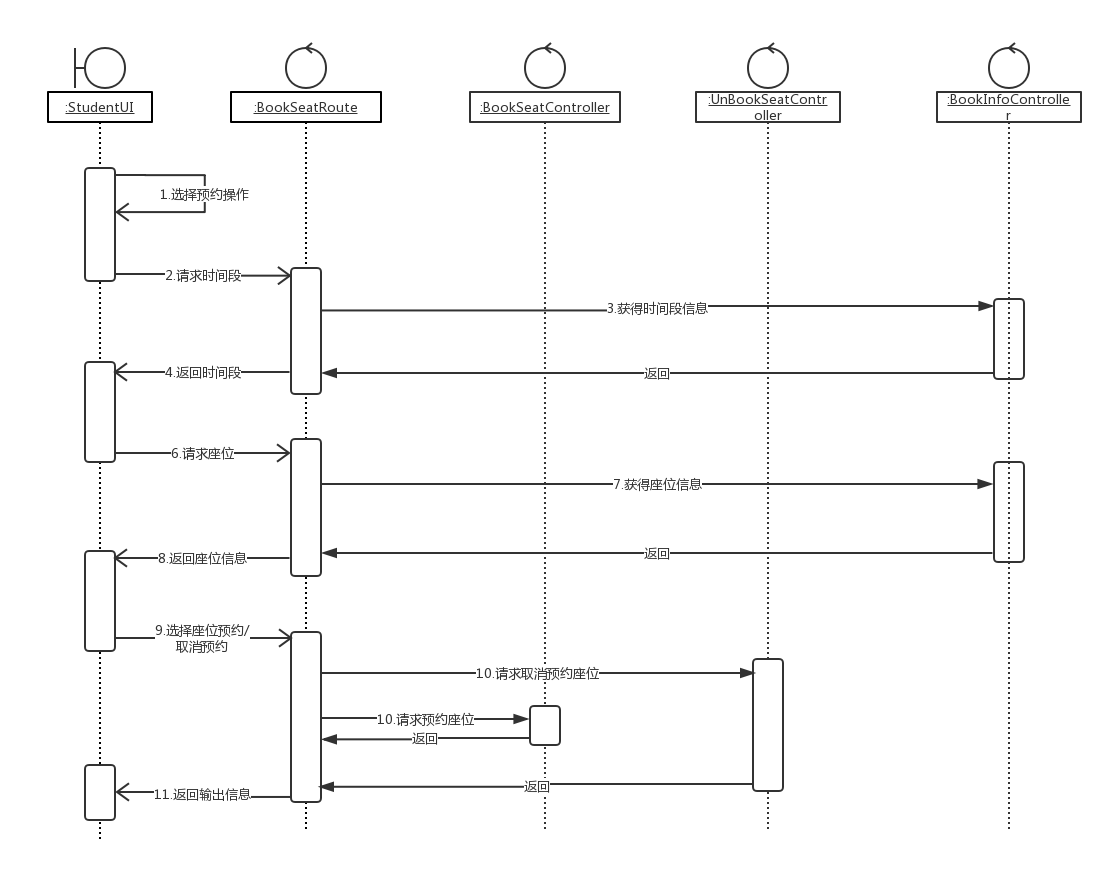 :StudentUI
:BookSeatRoute
:BookSeatController
:UnBookSeatContr
oller
:BookInfoControlle
r
1.选择预约操作
2.请求时间段
3.获得时间段信息
4.返回时间段
返回
6.请求座位
7.获得座位信息
8.返回座位信息
返回
9.选择座位预约/
取消预约
10.请求取消预约座位
10.请求预约座位
返回
返回
11.返回输出信息